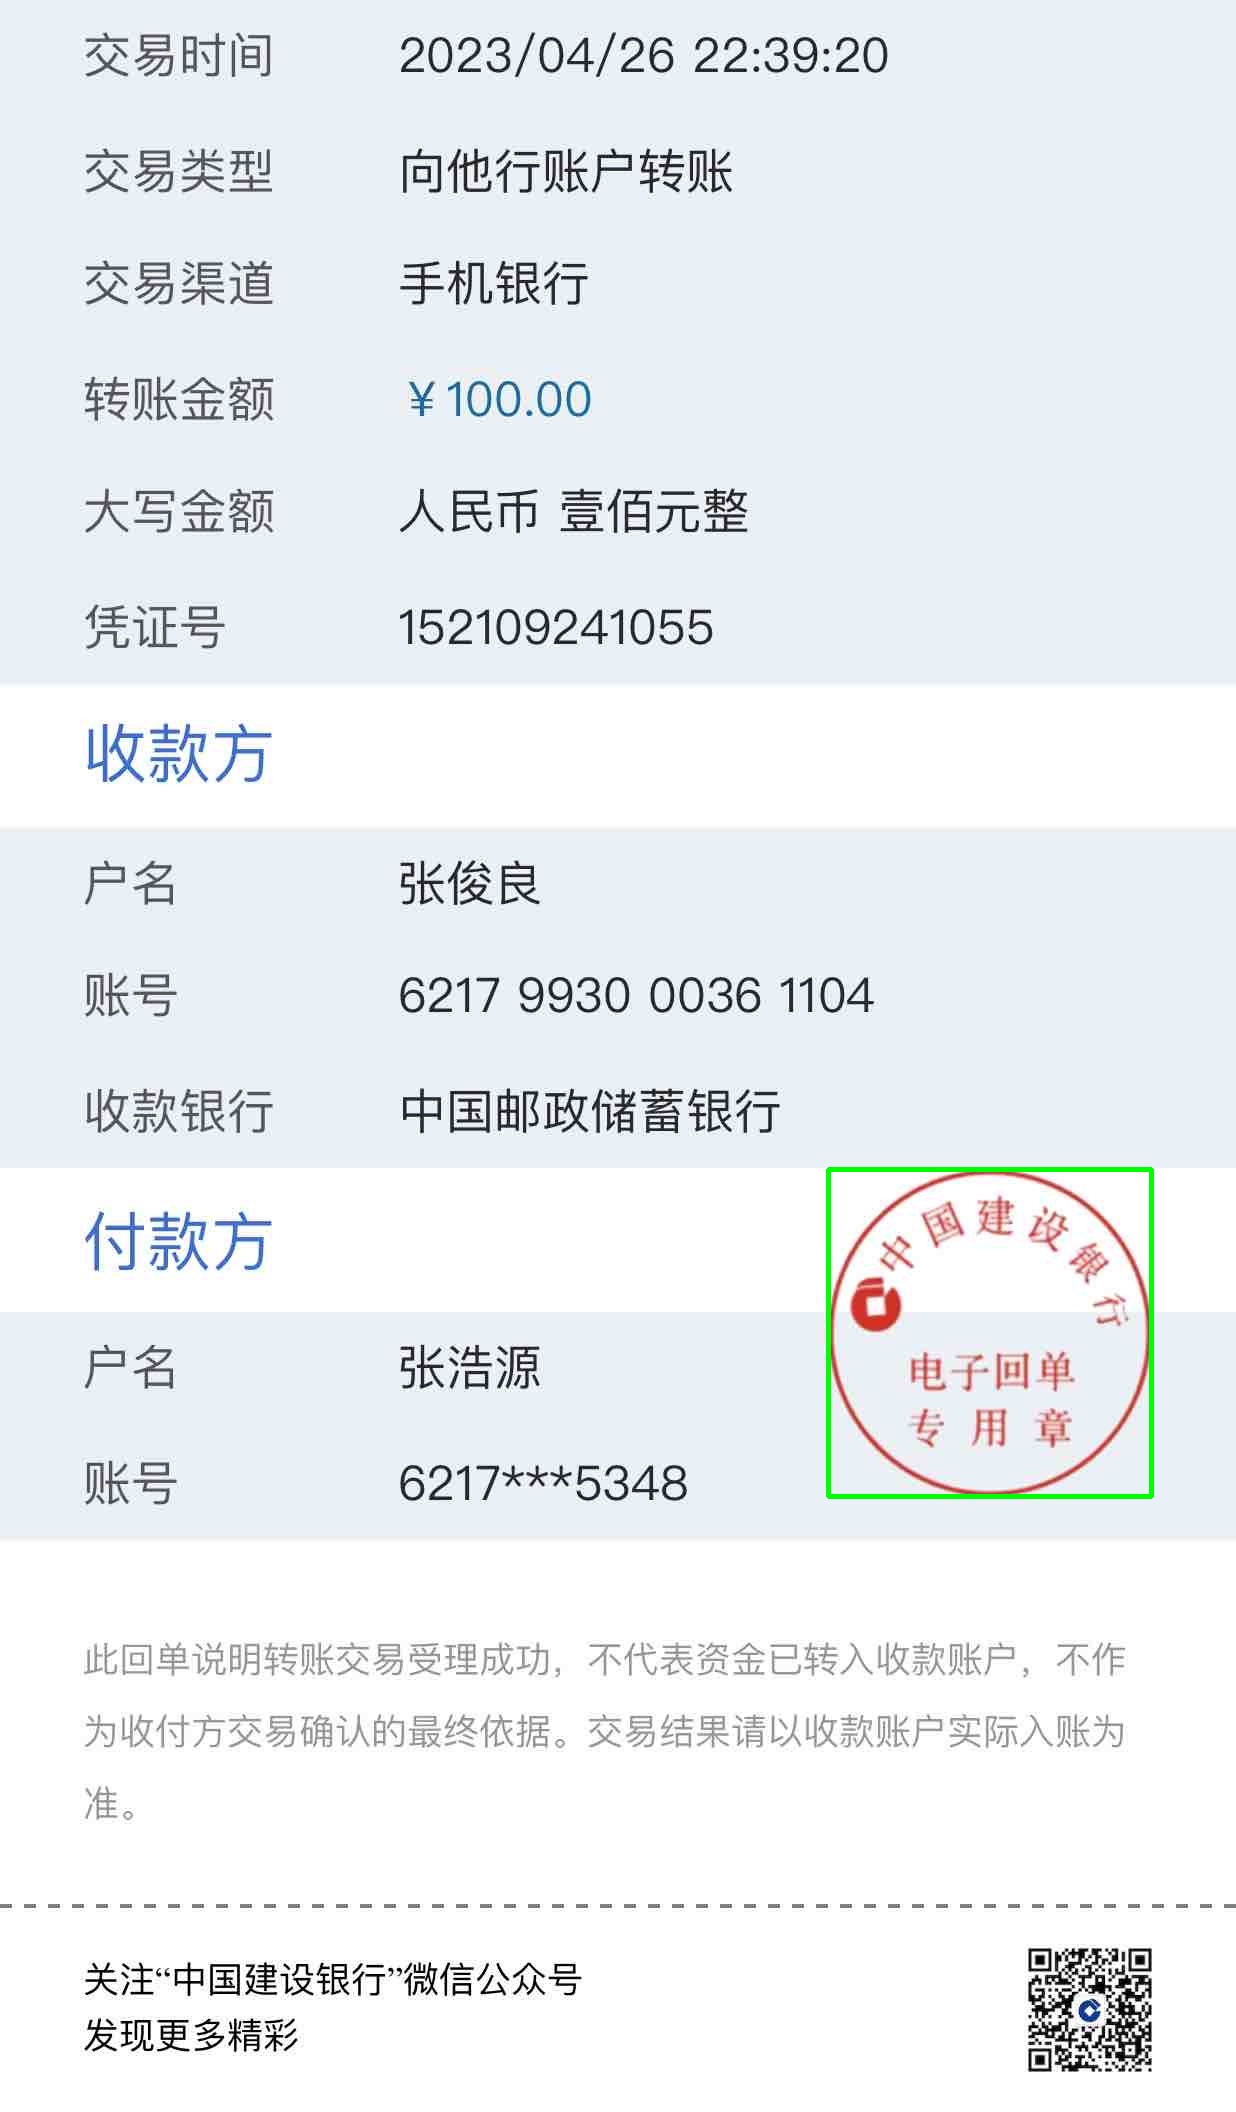 交易时间 2023/04/26 22:39:20
交易类型 向他行账户转账
交易渠道 手机银行
转账金额 ￥100.00
大写金额 人民币 壹佰元整
凭证号 152109241055
收款方
户名 张俊良
账号 6217 9930 0036 1104
收款银行 中国邮政储蓄银行
付款方
中国建设银行
户名 张浩源
电子回单
专用章
账号 6217***5348
此回单说明转账交易受理成功，不代表资金已转入收款账户，不作
为收付方交易确认的最终依据。交易结果请以收款账户实际入账为
准。
关注“中国建设银行”微信公众号
发现更多精彩